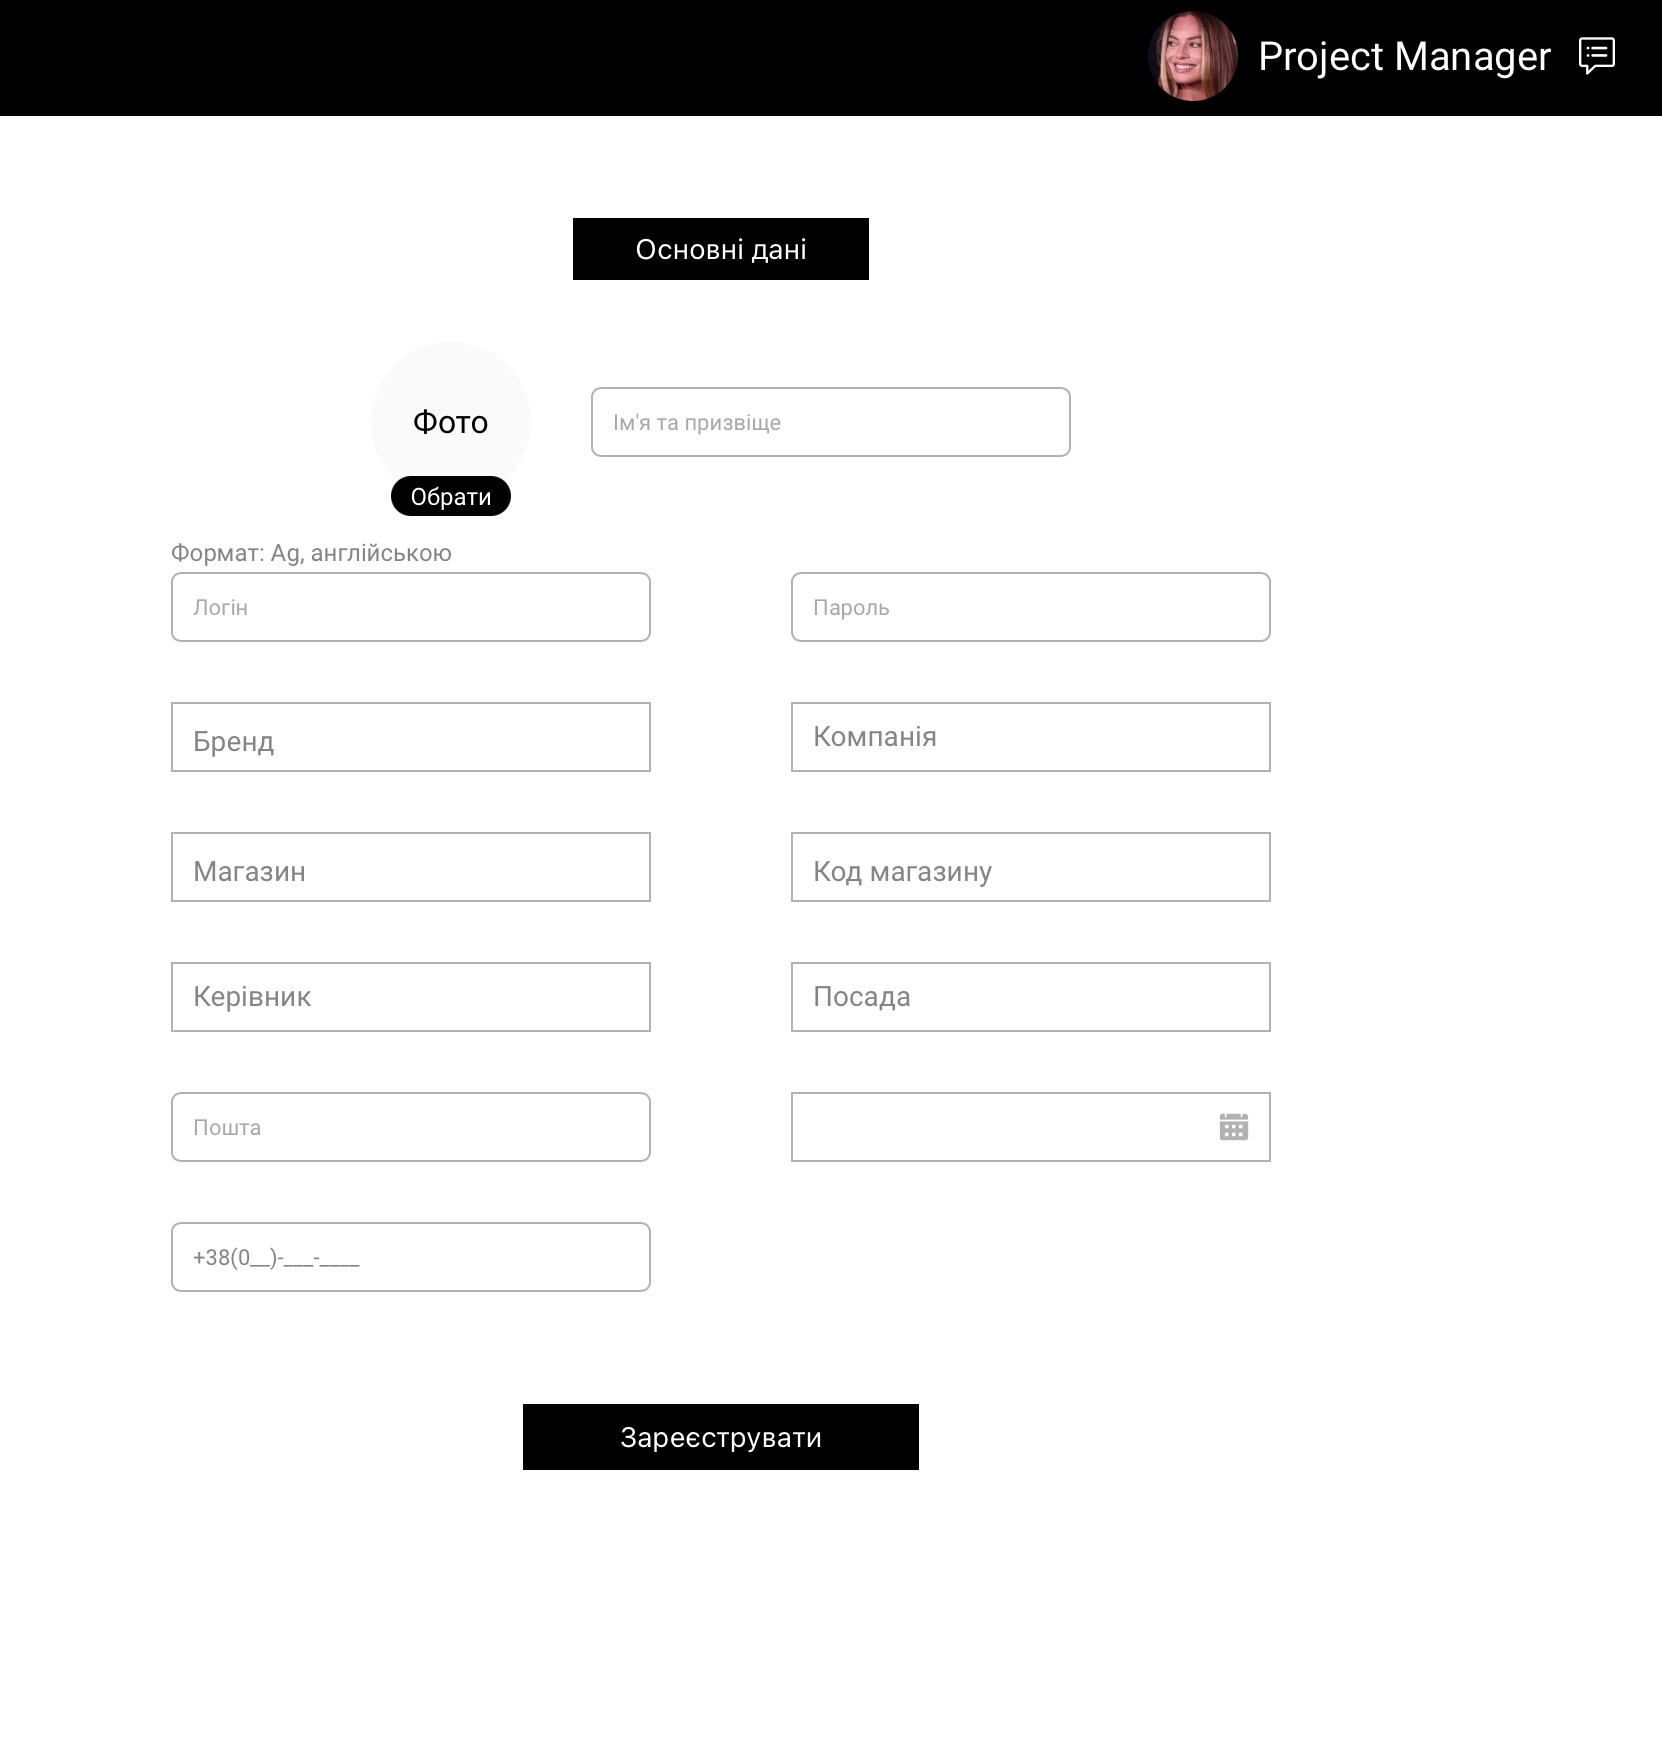 Project Manager
Основні дані
Фото
Ім'я та призвіще
Обрати
Формат: Ag, англійською
Логін
Пароль
Бренд
Компанія
Магазин
Код магазину
Керівник
Посада
Пошта
+38(0__)-___-____
Зареєструвати